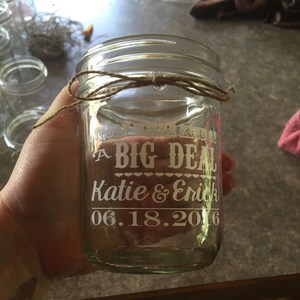 A
BIG DEAL
Katie & Erick
06.18.2016